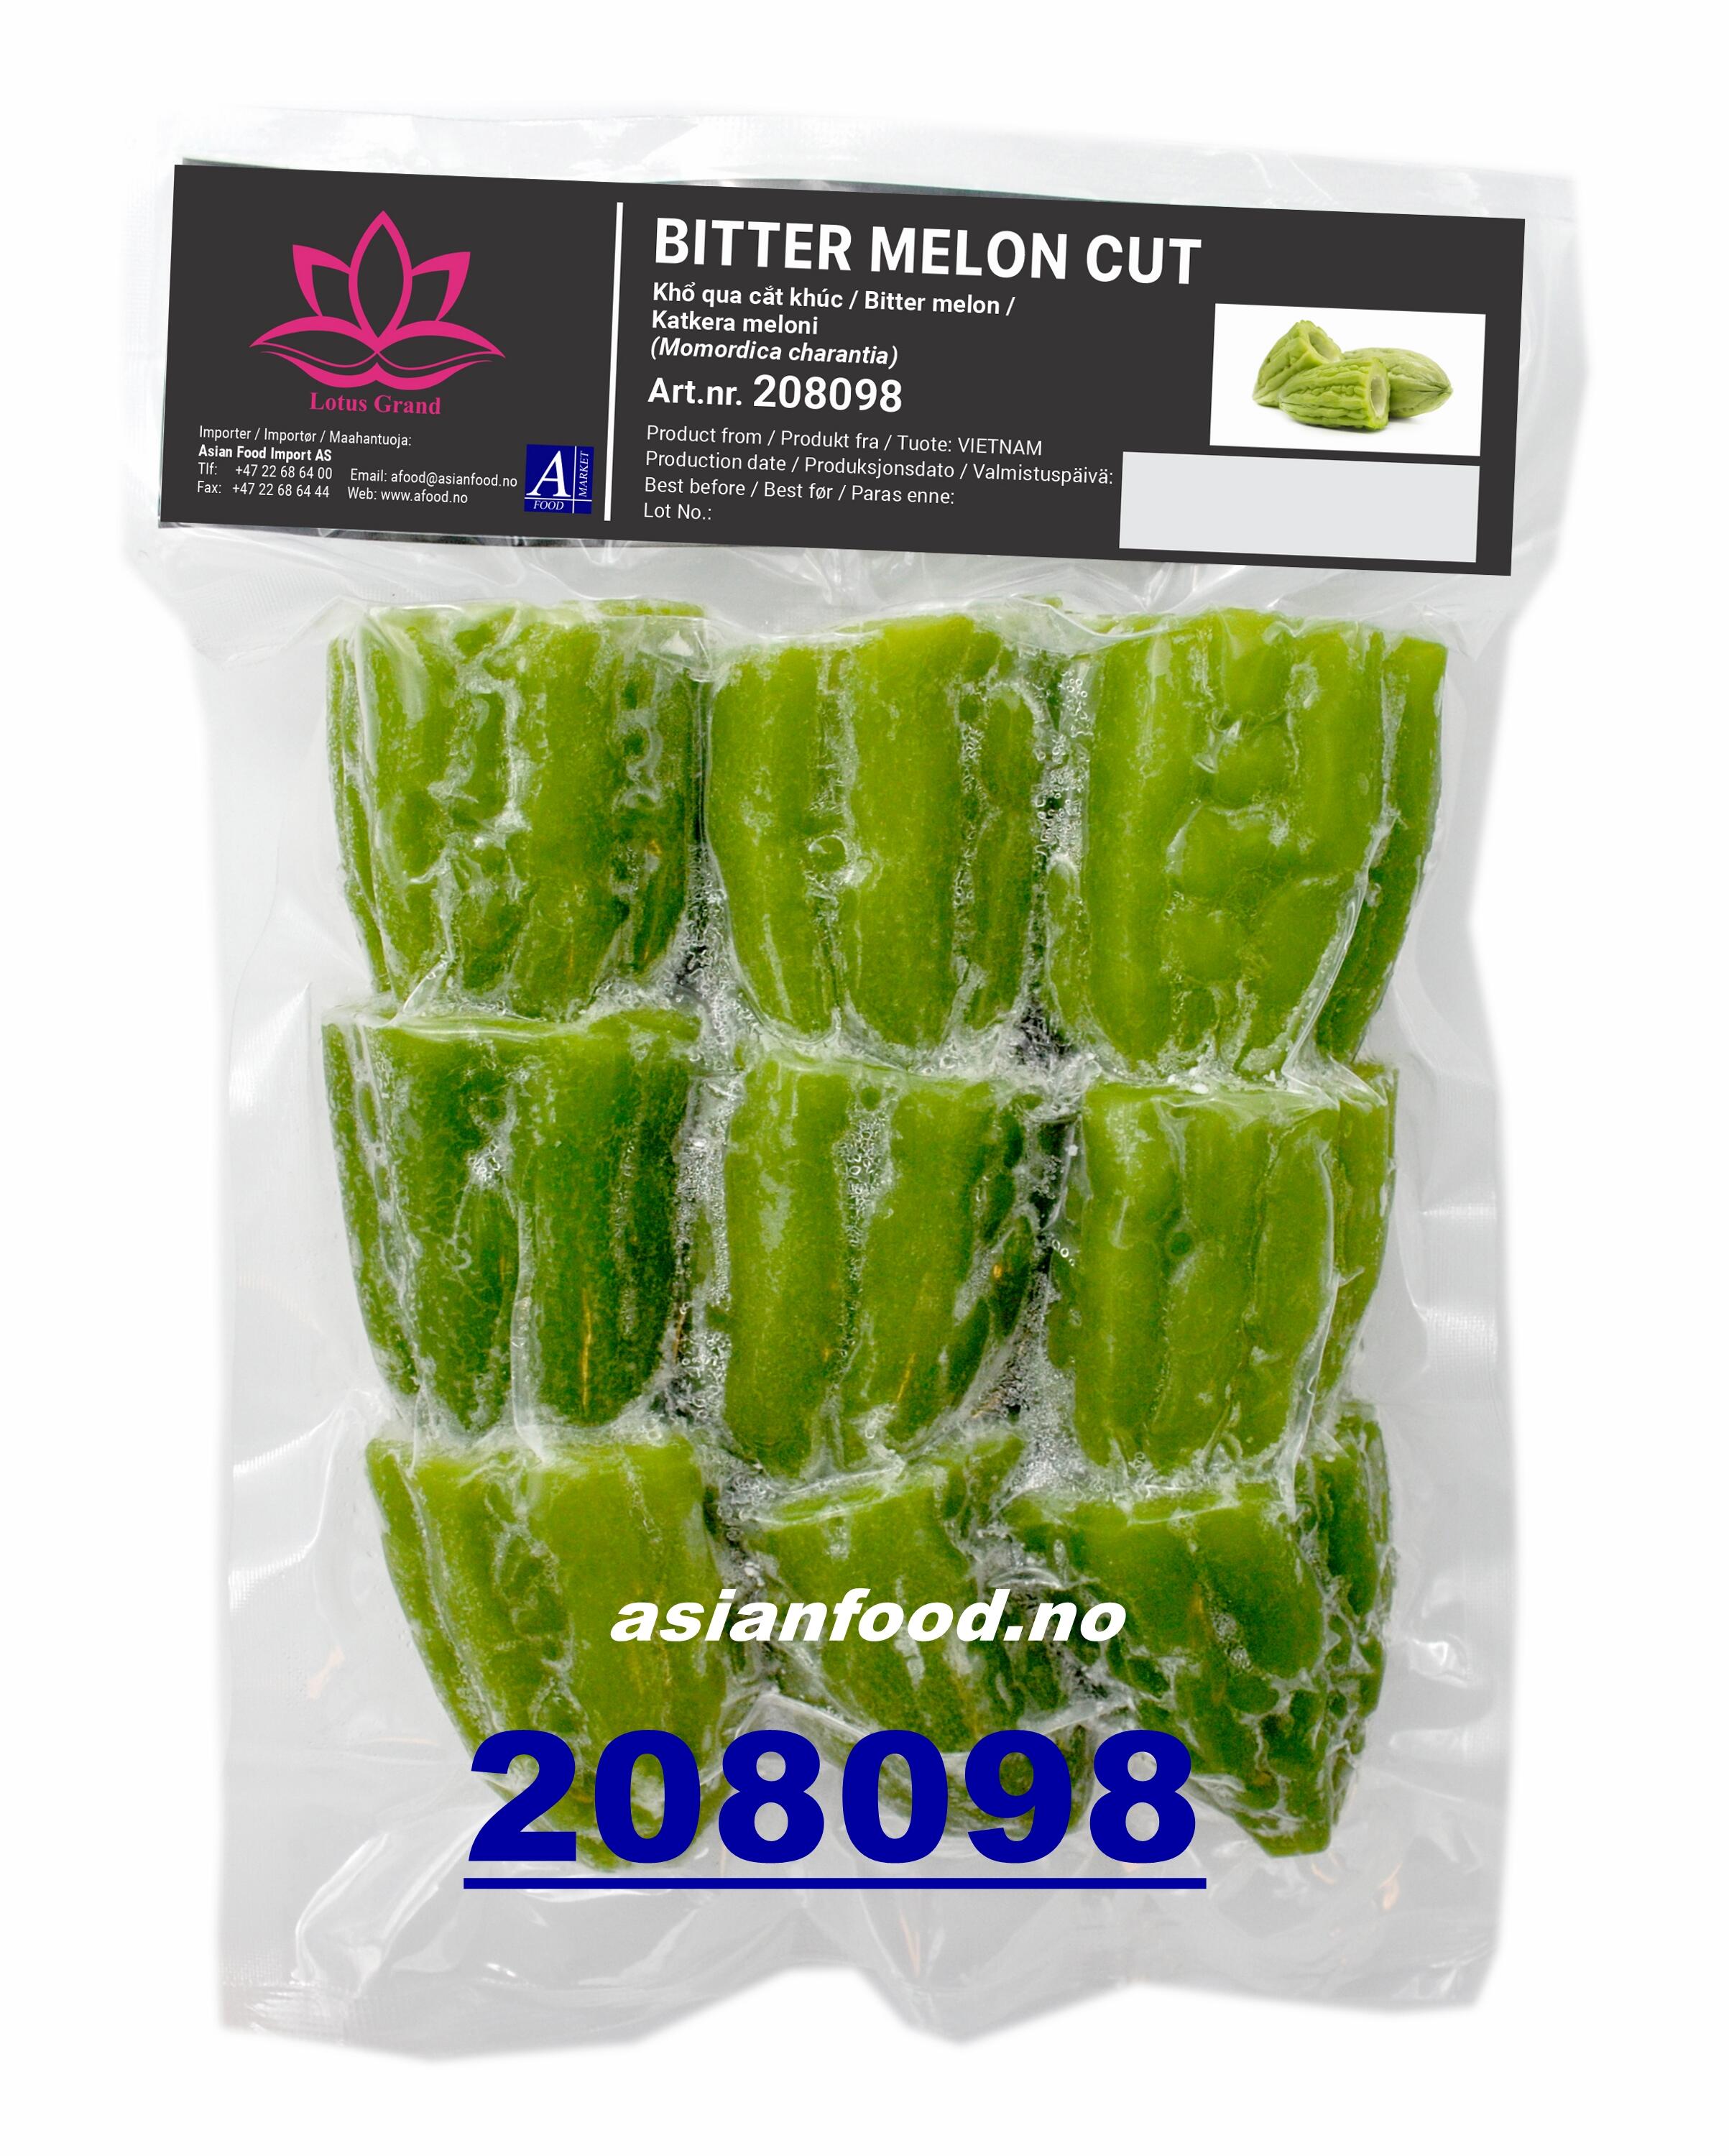 Lotus Grand
Importer / Importør / Maahantuoja:
Asian Food Import AS
Tlf: +47 22 68 64 00 Email: afood@asianfood.no
Fax: +47 22 68 64 44 Web: www.afood.no
A
FOOD
MARKET
BITTER MELON CUT
Khổ qua cắt khúc / Bitter melon /
Katkera meloni
(Momordica charantia)
Art.nr. 208098
Product from / Produkt fra / Tuote: VIETNAM
Production date / Produksjonsdato / Valmistuspäivä:
Best before / Best før / Paras enne:
Lot No.:
asianfood.no
208098